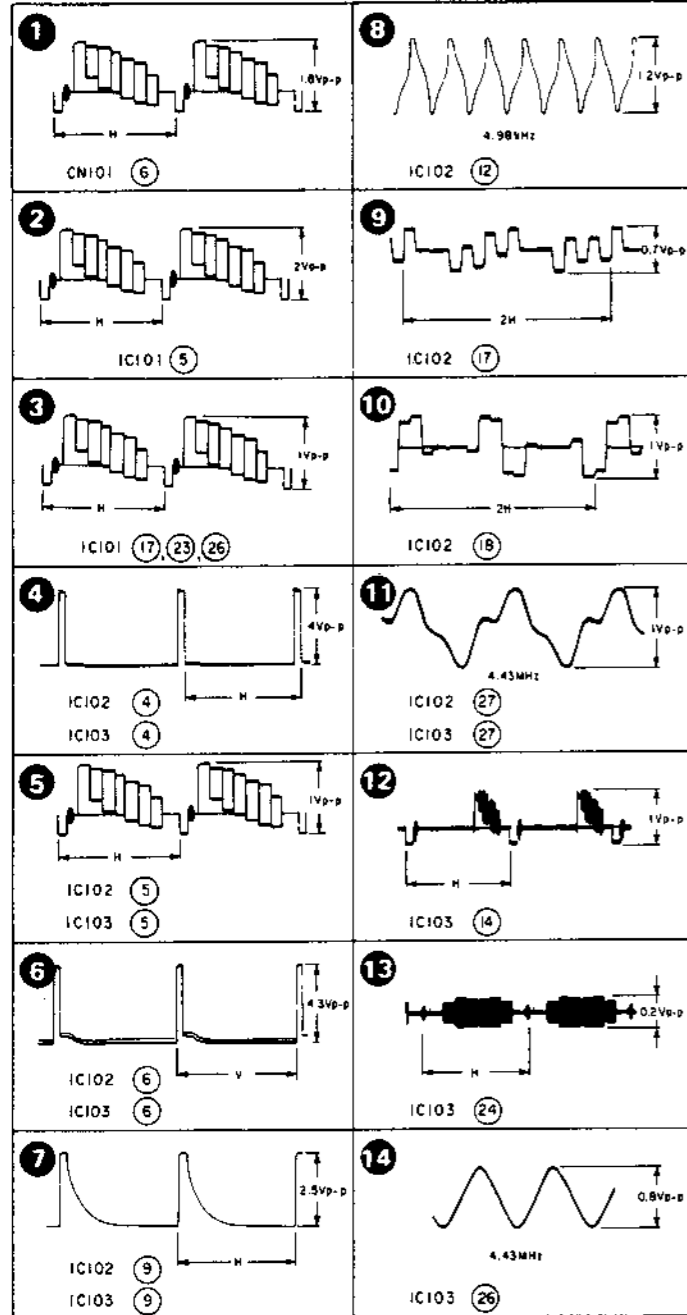 1
1.8Vp-p
H
CN101 6
2
2Vp-p
H
IC101 5
3
1Vp-p
H
IC101 17, 23, 26
4
4Vp-p
H
IC102 4
IC103 4
5
1Vp-p
H
IC102 5
IC103 5
6
4.3Vp-p
V
IC102 6
IC103 6
7
2.5Vp-p
H
IC102 9
IC103 9
8
1.2Vp-p
4.98MHz
IC102 12
9
0.7Vp-p
2H
IC102 17
10
1Vp-p
2H
IC102 18
11
1Vp-p
4.43MHz
IC102 27
IC103 27
12
1Vp-p
H
IC103 14
13
0.2Vp-p
H
IC103 24
14
0.8Vp-p
4.43MHz
IC103 26